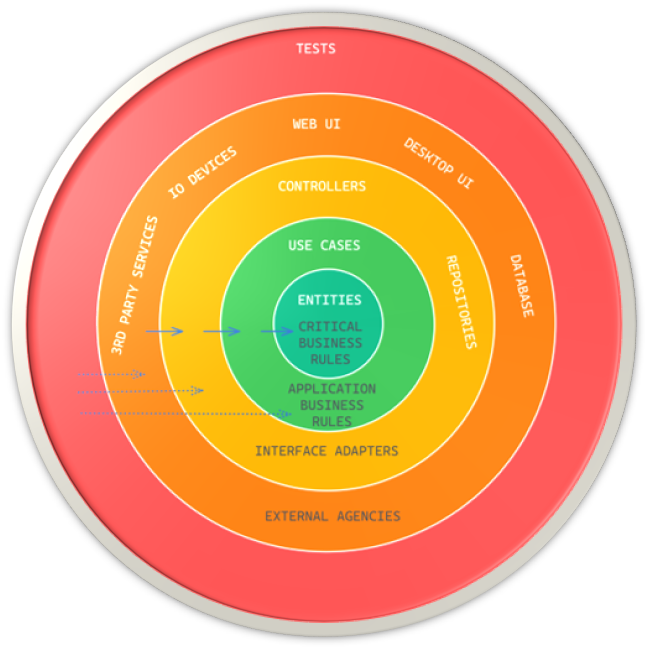 TESTS
WEB UI
DESKTOP UI
IO DEVICES
CONTROLLERS
3RD PARTY SERVICES
USE CASES
REPOSITORIES
DATABASE
ENTITIES
CRITICAL
BUSINESS
RULES
APPLICATION
BUSINESS
RULES
INTERFACE ADAPTERS
EXTERNAL AGENCIES